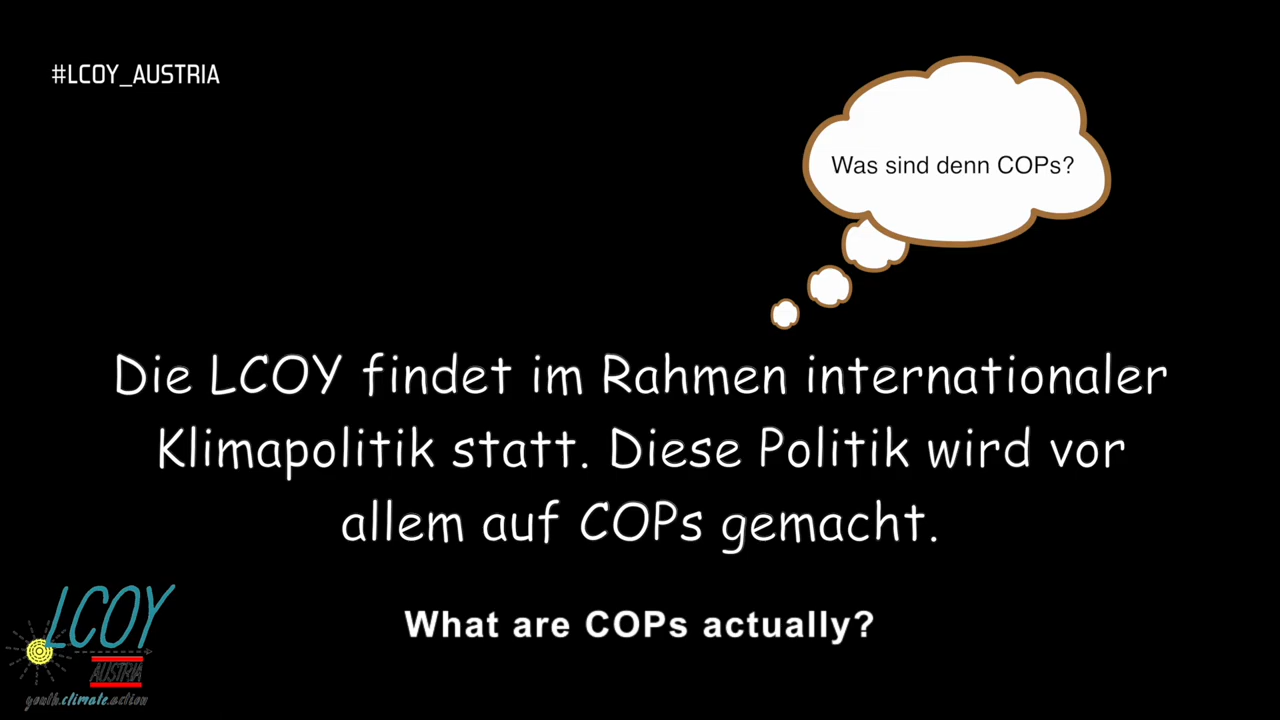 #LCOY_AUSTRIA
Was sind denn COPs?
Die LCOY findet im Rahmen internationaler
Klimapolitik statt. Diese Politik wird vor
allem auf COPs gemacht.
What are COPs actually?
LCOY
AUSTRIA
youth.climate.action